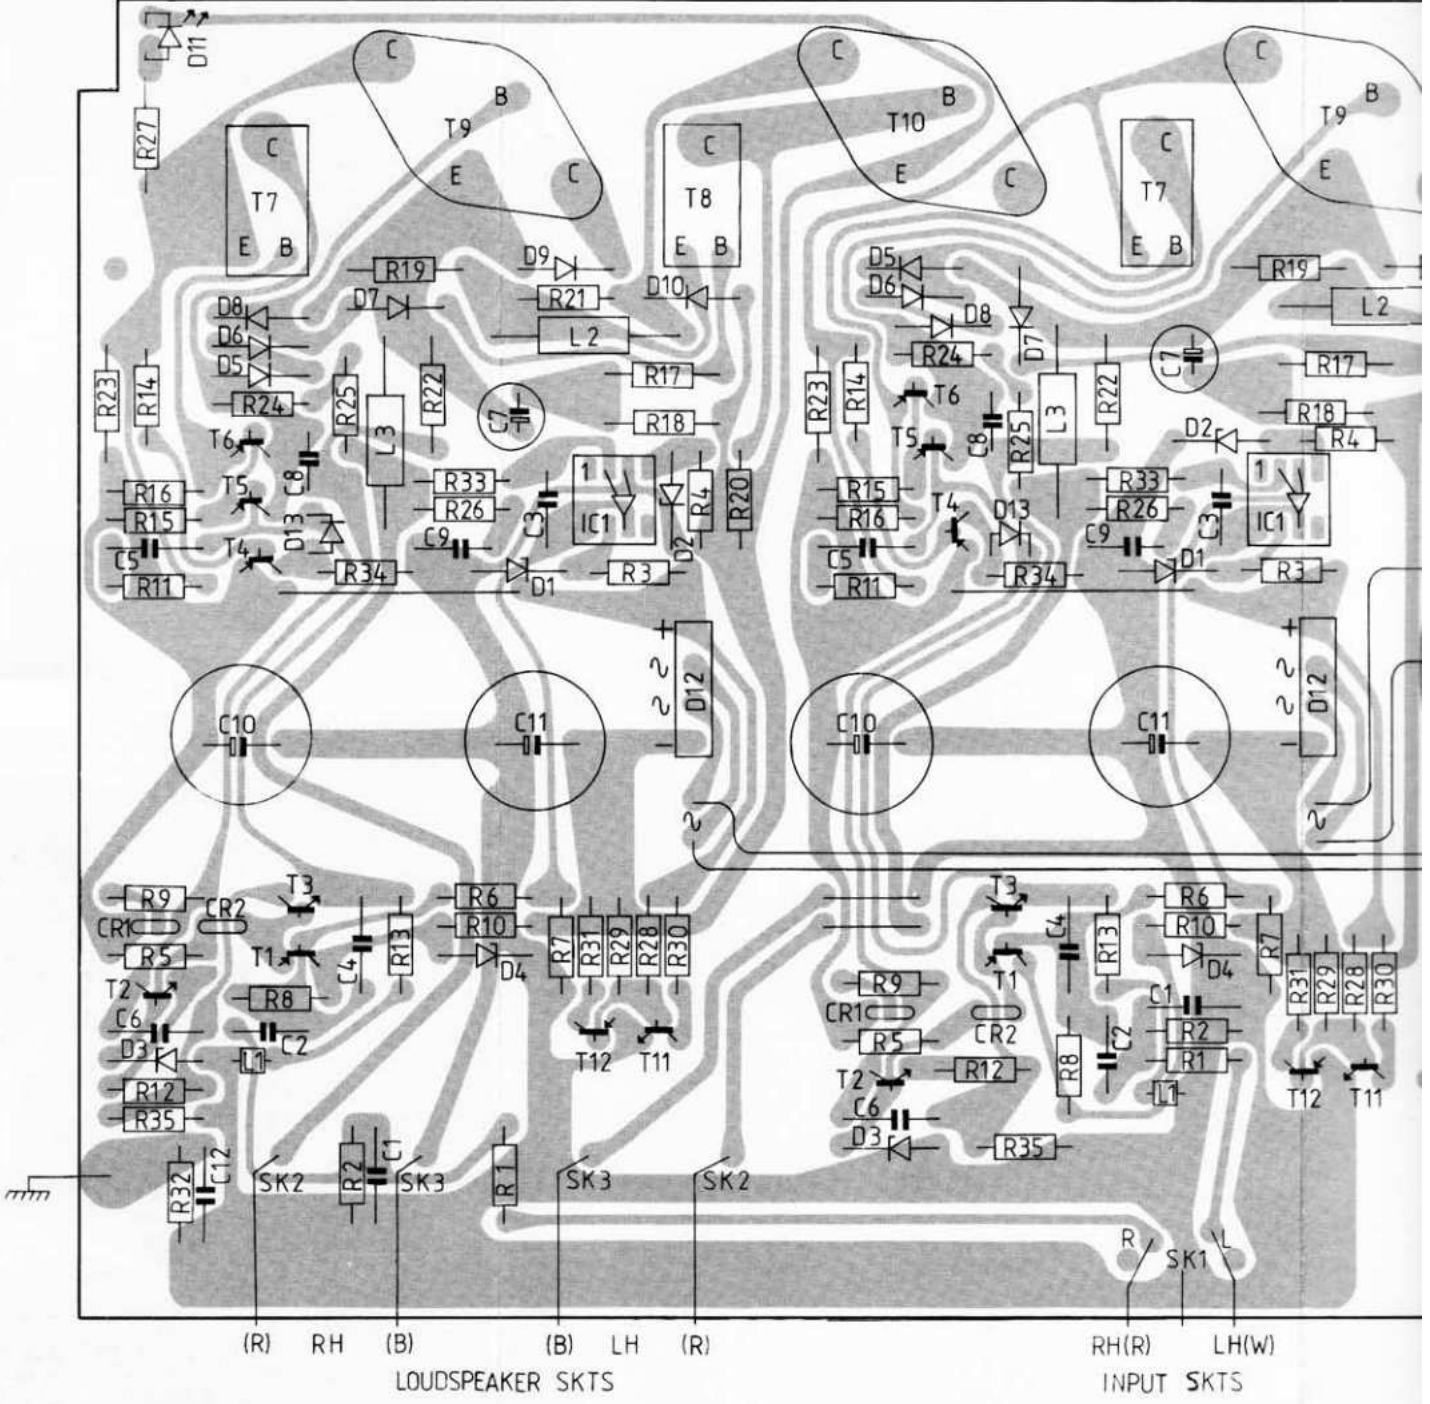 D11
C
C
C
B
B
B
T9
T10
T9
R27
C
C
C
E
C
E
C
E
T7
T8
T7
E B
E B
E B
R19
D9
D10
D5
R19
D7
R21
D6
D8
L2
D8
D7
L2
D6
R24
C7
D5
R17
R17
R23
R14
R24
R25
L3
R22
C7
R23
R14
T6
R25
L3
R22
R18
R18
T6
C8
T5
C8
D2
R4
R16
T5
R33
1
R4
R20
R15
R33
1
R15
D13
R26
C3
IC1
R16
T4
D13
R26
C3
IC1
C5
T4
C9
D2
C5
C9
R11
R34
D1
R3
R11
R34
D1
R3
+
+
∿
∿
D12
∿
∿
D12
C10
C11
C10
C11
−
−
∿
∿
R9
CR2
T3
R6
T3
R6
CR1
R10
R10
R5
T1
C4
R13
D4
R7
R31
R29
R28
R30
C4
R13
D4
R7
T2
R8
R9
T1
C1
R31
R29
R28
R30
C6
C2
CR1
CR2
R2
D3
L1
T12
T11
R5
R8
C2
R1
R12
T2
R12
L1
T12
T11
R35
C6
D3
R35
R32
C12
SK2
R2
C1
SK3
R1
SK3
SK2
R
L
SK1
(R) RH (B) (B) LH (R)
RH(R) LH(W)
LOUDSPEAKER SKTS
INPUT SKTS